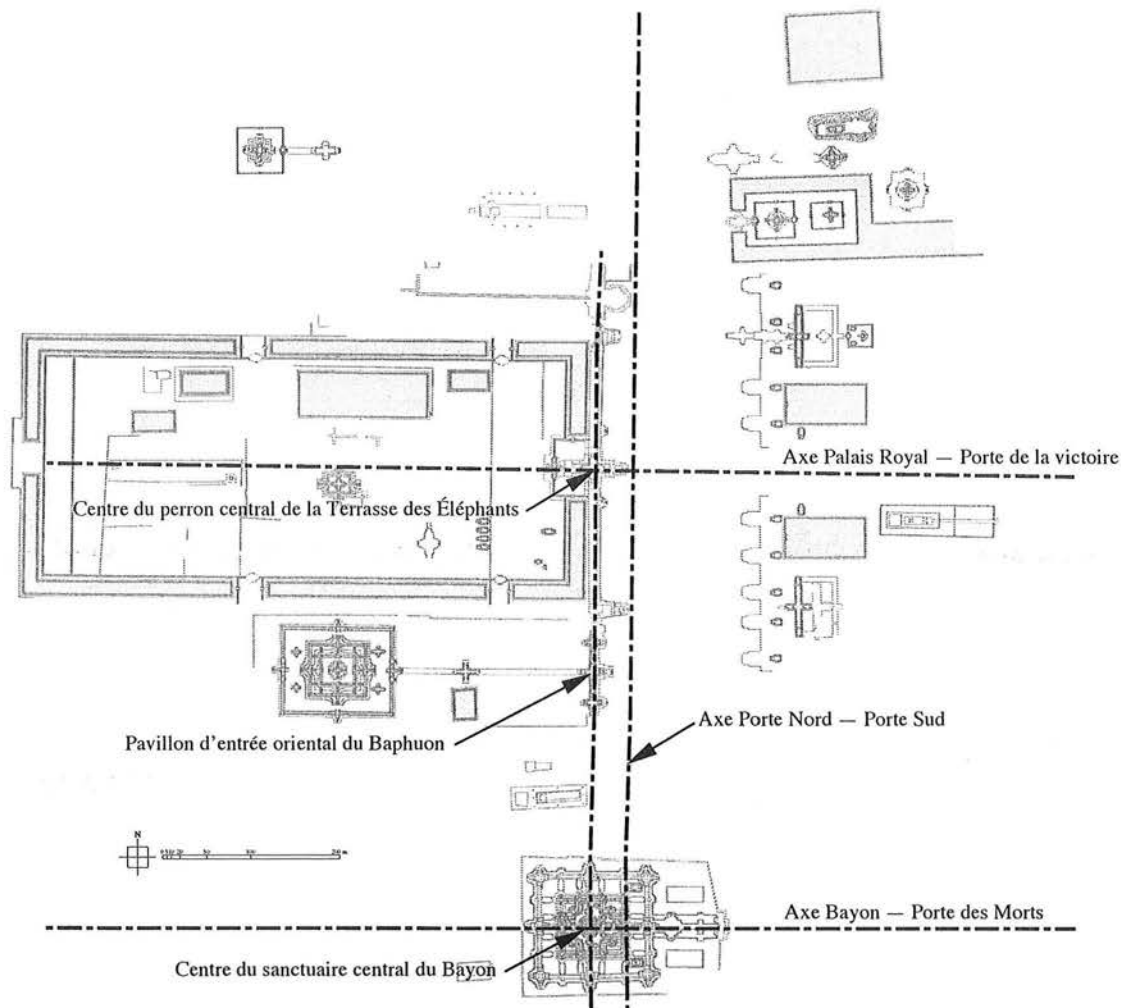 Axe Palais Royal — Porte de la victoire
Centre du perron central de la Terrasse des Éléphants
Axe Porte Nord — Porte Sud
Pavillon d'entrée oriental du Baphuon
N
Axe Bayon — Porte des Morts
Centre du sanctuaire central du Bayon